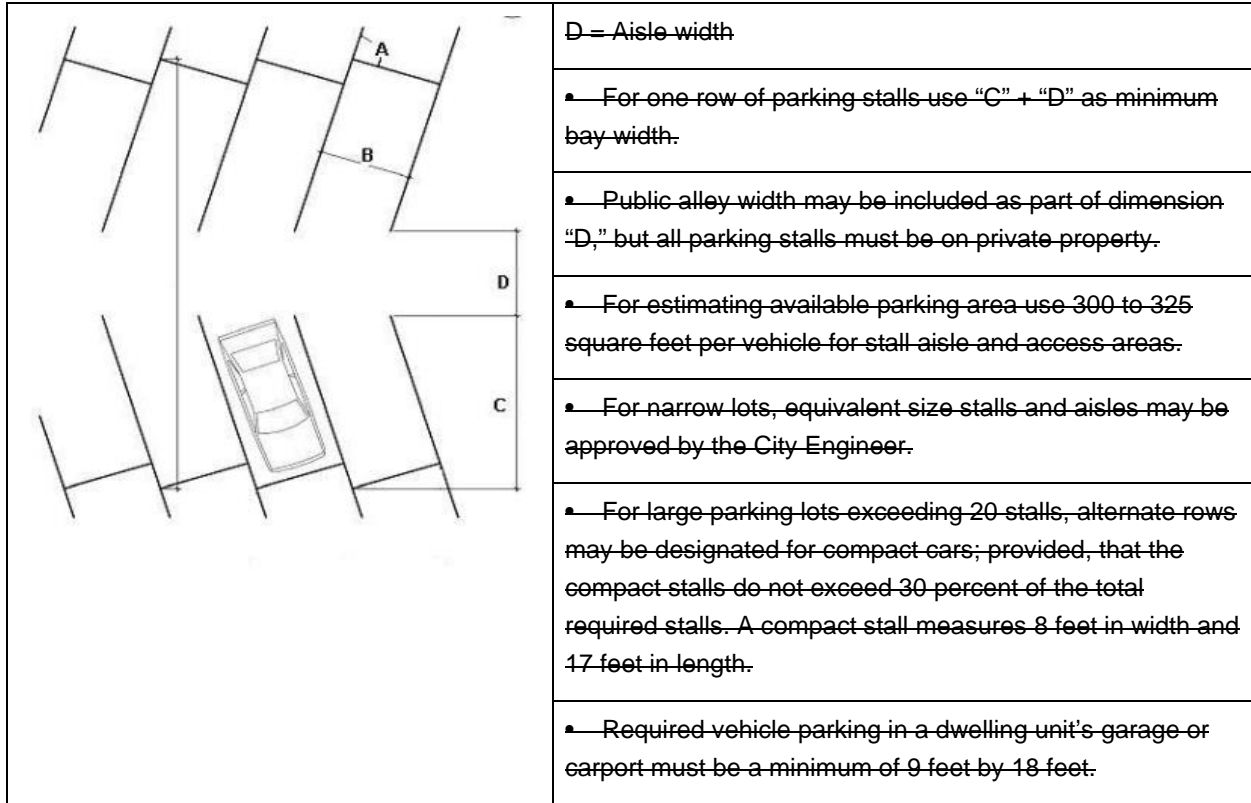 A
B
D
C
D = Aisle width
• For one row of parking stalls use “C” + “D” as minimum
bay width.
• Public alley width may be included as part of dimension
“D,” but all parking stalls must be on private property.
• For estimating available parking area use 300 to 325
square feet per vehicle for stall aisle and access areas.
• For narrow lots, equivalent size stalls and aisles may be
approved by the City Engineer.
• For large parking lots exceeding 20 stalls, alternate rows
may be designated for compact cars; provided, that the
compact stalls do not exceed 30 percent of the total
required stalls. A compact stall measures 8 feet in width and
17 feet in length.
• Required vehicle parking in a dwelling unit’s garage or
carport must be a minimum of 9 feet by 18 feet.